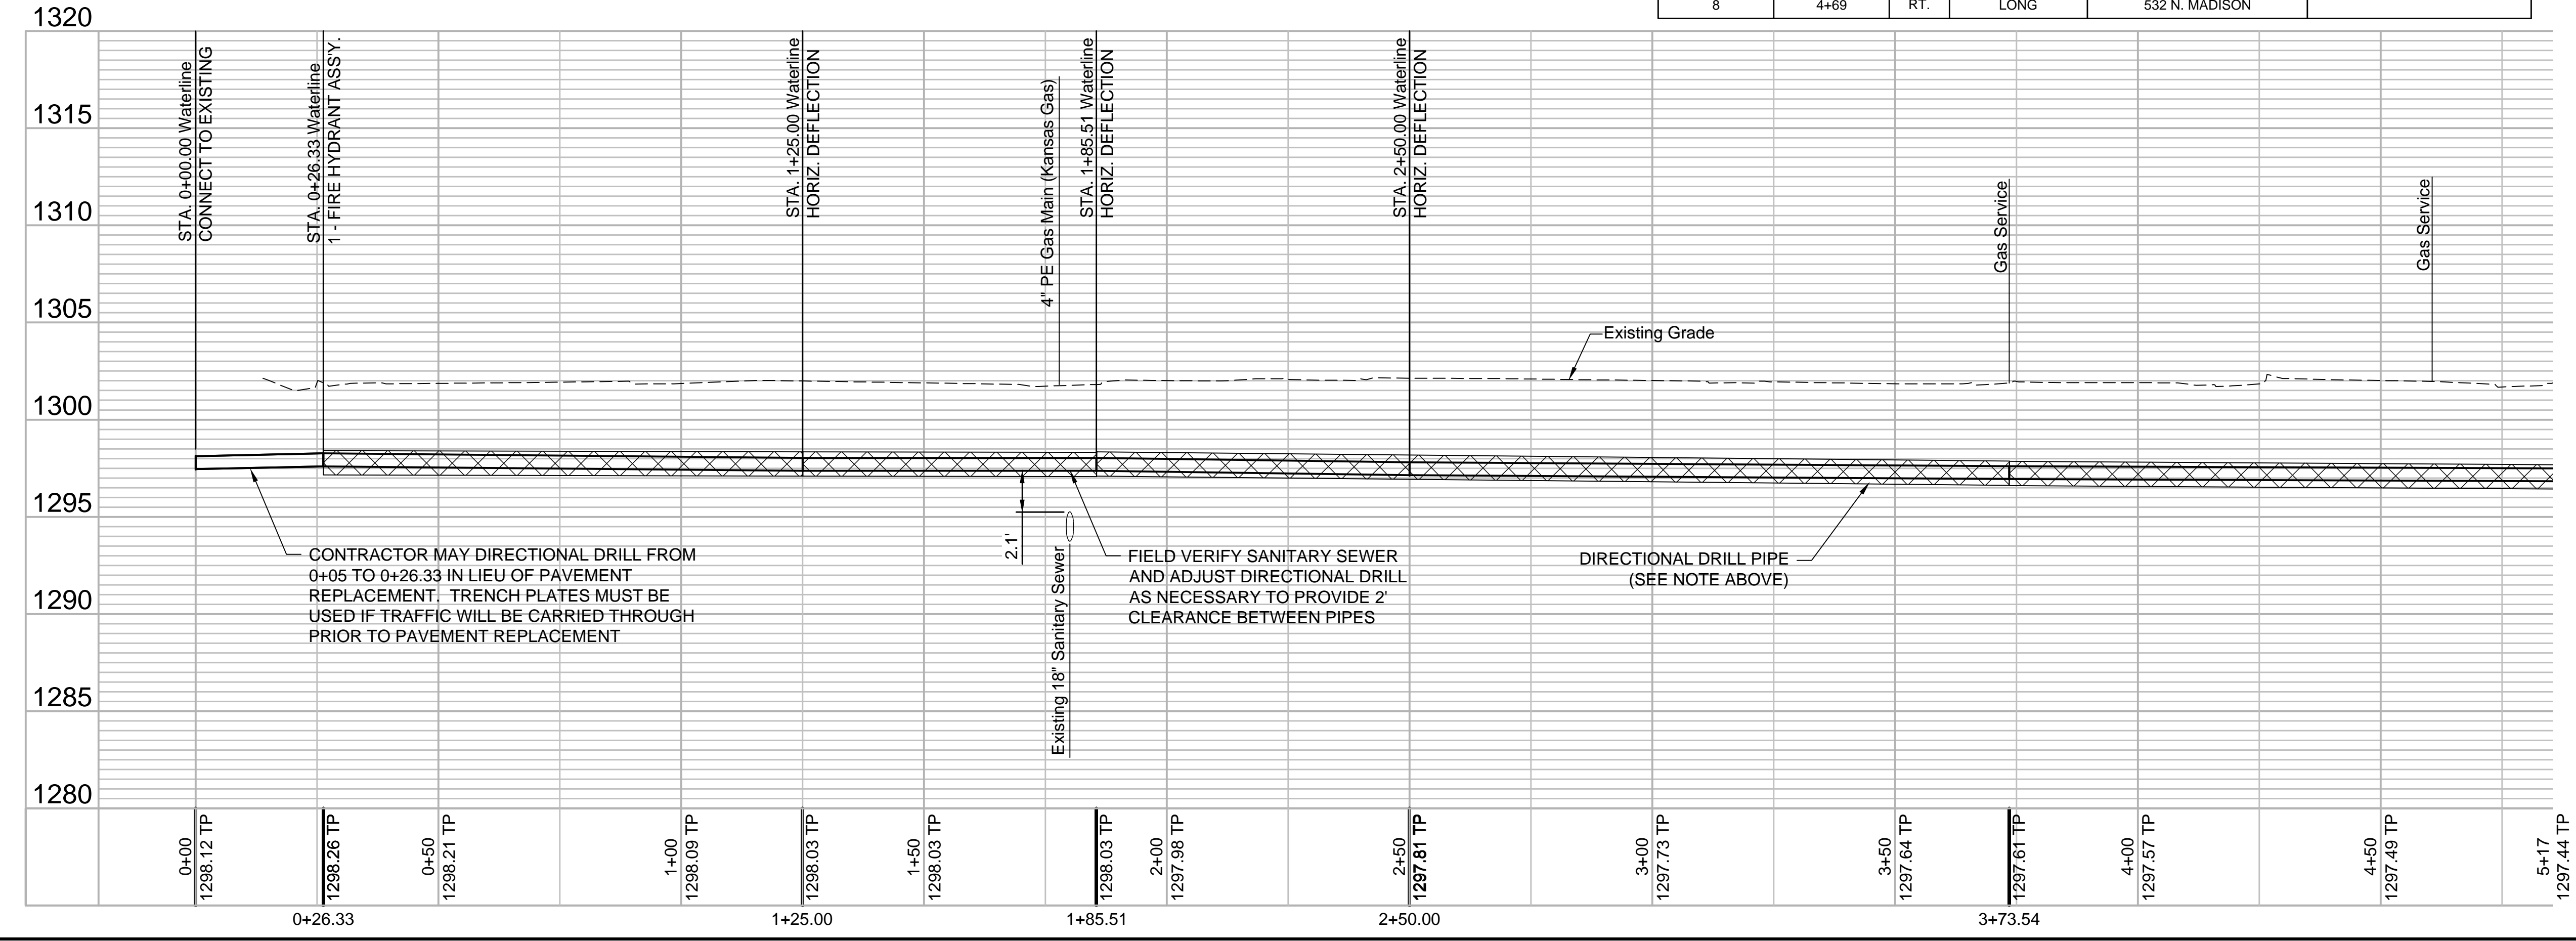 8 4+69 RT. LONG 532 N. MADISON
1320
1315
1310
1305
1300
1295
1290
1285
1280
STA. 0+00.00 Waterline
CONNECT TO EXISTING
STA. 0+26.33 Waterline
1 - FIRE HYDRANT ASS'Y.
STA. 1+25.00 Waterline
HORIZ. DEFLECTION
4" PE Gas Main (Kansas Gas)
STA. 1+85.51 Waterline
HORIZ. DEFLECTION
STA. 2+50.00 Waterline
HORIZ. DEFLECTION
Gas Service
Gas Service
Existing Grade
CONTRACTOR MAY DIRECTIONAL DRILL FROM
0+05 TO 0+26.33 IN LIEU OF PAVEMENT
REPLACEMENT. TRENCH PLATES MUST BE
USED IF TRAFFIC WILL BE CARRIED THROUGH
PRIOR TO PAVEMENT REPLACEMENT
2.1'
Existing 18" Sanitary Sewer
FIELD VERIFY SANITARY SEWER
AND ADJUST DIRECTIONAL DRILL
AS NECESSARY TO PROVIDE 2'
CLEARANCE BETWEEN PIPES
DIRECTIONAL DRILL PIPE
(SEE NOTE ABOVE)
0+00
1298.12 TP
1298.26 TP
0+50
1298.21 TP
1+00
1298.09 TP
1298.03 TP
1+50
1298.03 TP
1298.03 TP
2+00
1297.98 TP
2+50
1297.81 TP
3+00
1297.73 TP
3+50
1297.64 TP
1297.61 TP
4+00
1297.57 TP
4+50
1297.49 TP
5+17
1297.44 TP
0+26.33
1+25.00
1+85.51
2+50.00
3+73.54